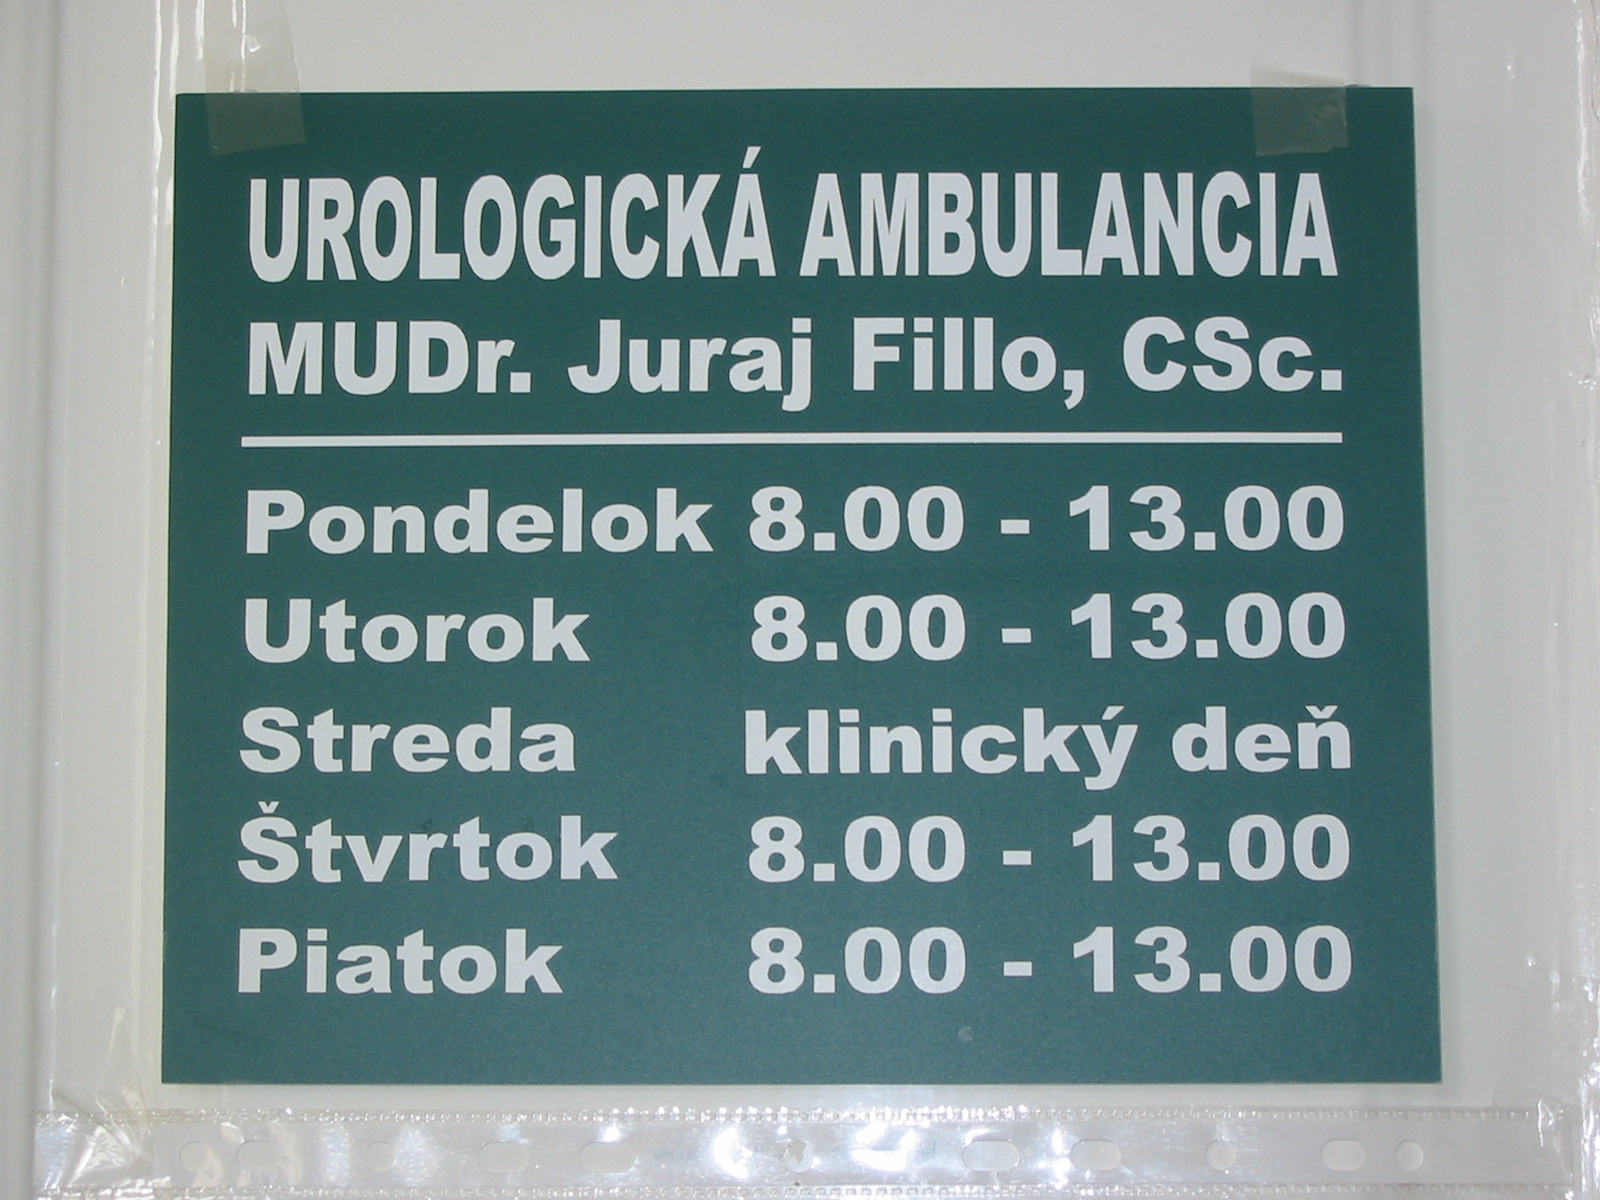 UROLOGICKÁ AMBULANCIA
MUDr. Juraj Fillo, CSc.
Pondelok 8.00 - 13.00
Utorok 8.00 - 13.00
Streda klinický deň
Štvrtok 8.00 - 13.00
Piatok 8.00 - 13.00